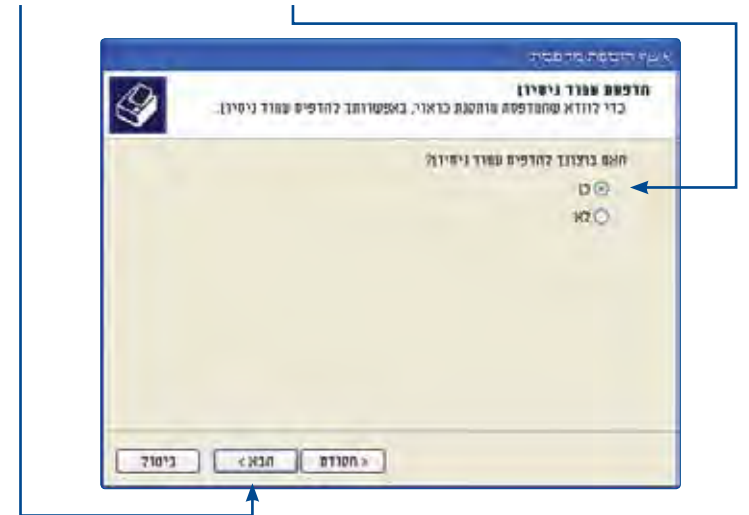 אשף הוספת מדפסת
הדפסת עמוד ניסיון
כדי לוודא שהמדפסת מותקנת כראוי, באפשרותך להדפיס עמוד ניסיון.
האם ברצונך להדפיס עמוד ניסיון?
כן
לא
< הקודם
הבא >
ביטול